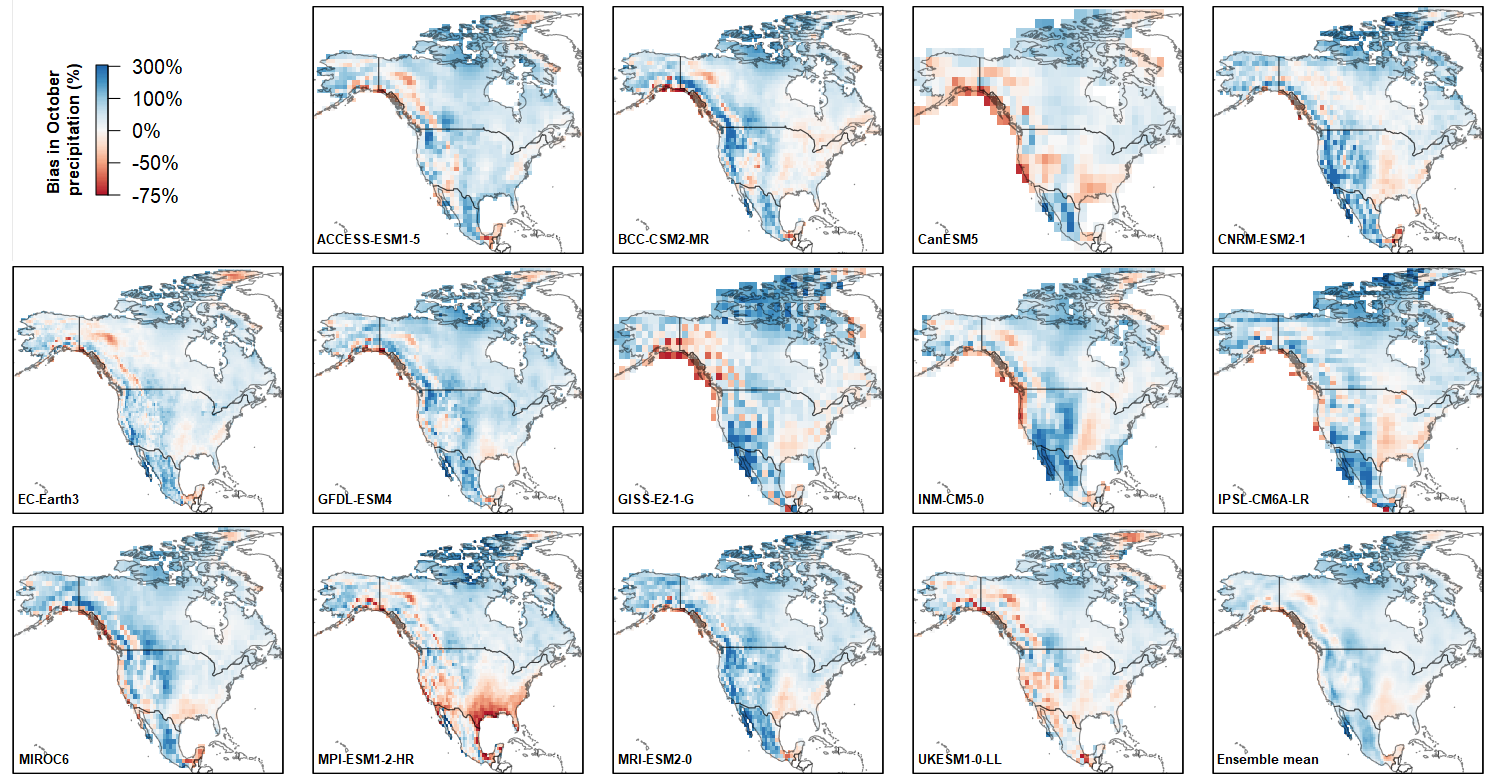 Bias in October
precipitation (%)
300%
100%
0%
-50%
-75%
ACCESS-ESM1-5
BCC-CSM2-MR
CanESM5
CNRM-ESM2-1
EC-Earth3
GFDL-ESM4
GISS-E2-1-G
INM-CM5-0
IPSL-CM6A-LR
MIROC6
MPI-ESM1-2-HR
MRI-ESM2-0
UKESM1-0-LL
Ensemble mean